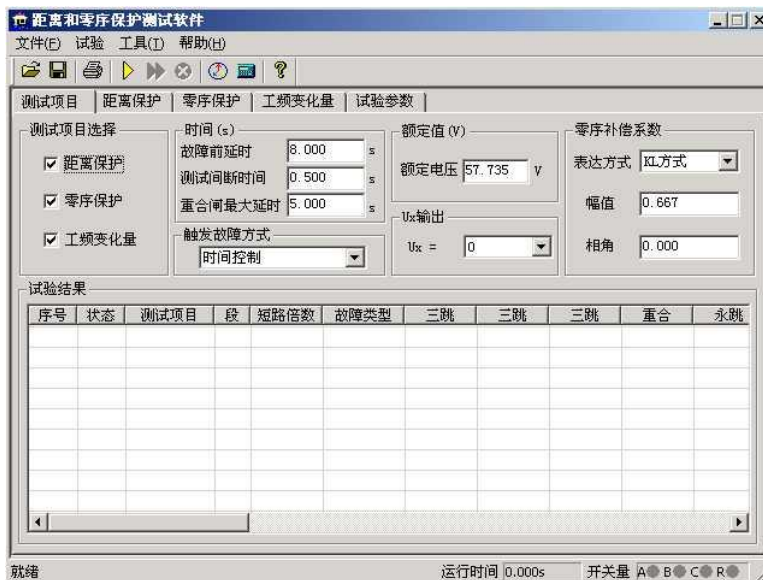 距离和零序保护测试软件
文件(F) 试验 工具(T) 帮助(H)
测试项目 距离保护 零序保护 工频变化量 试验参数
测试项目选择
距离保护
零序保护
工频变化量
时间(s)
故障前延时 8.000 s
测试间断时间 0.500 s
重合闸最大延时 5.000 s
触发故障方式
时间控制
额定值(V)
额定电压 57.735 V
Ux输出
Ux = 0
零序补偿系数
表达方式 KL方式
幅值 0.667
相角 0.000
试验结果
序号 状态 测试项目 段 短路倍数 故障类型 三跳 三跳 三跳 重合 永跳
就绪 运行时间 0.000s 开关量 A B C R